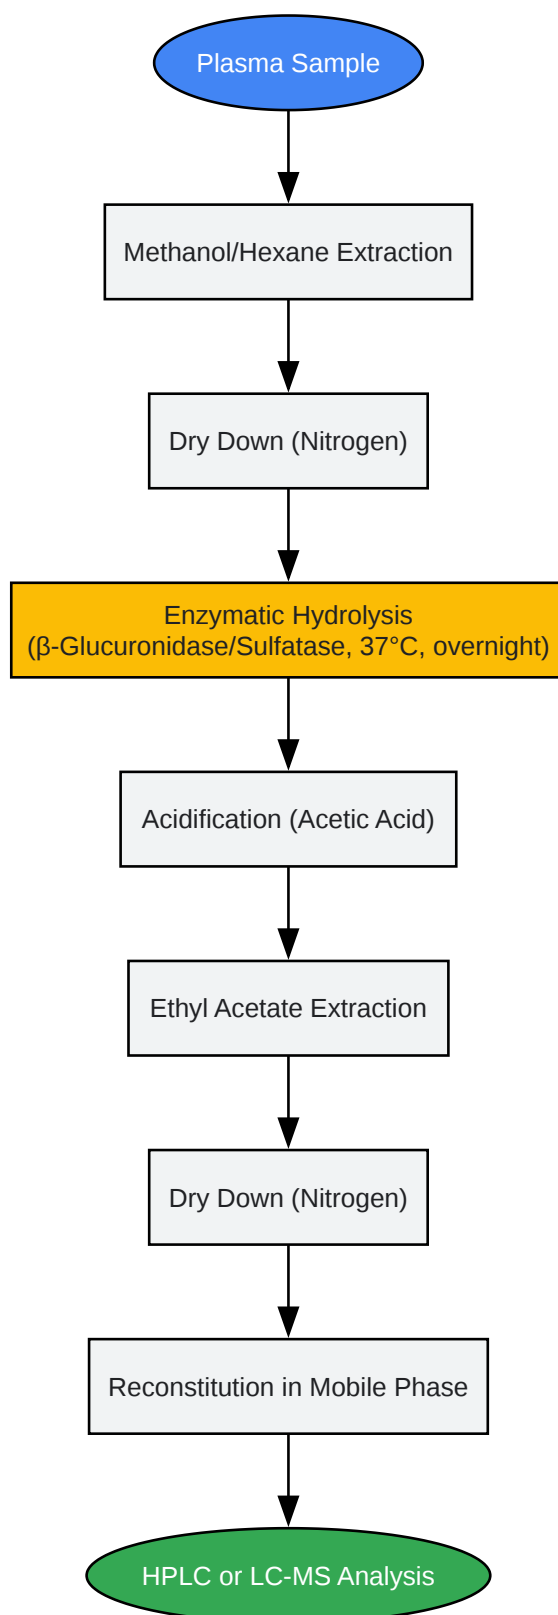 Plasma Sample
Methanol/Hexane Extraction
Dry Down (Nitrogen)
Enzymatic Hydrolysis
(β-Glucuronidase/Sulfatase, 37°C, overnight)
Acidification (Acetic Acid)
Ethyl Acetate Extraction
Dry Down (Nitrogen)
Reconstitution in Mobile Phase
HPLC or LC-MS Analysis